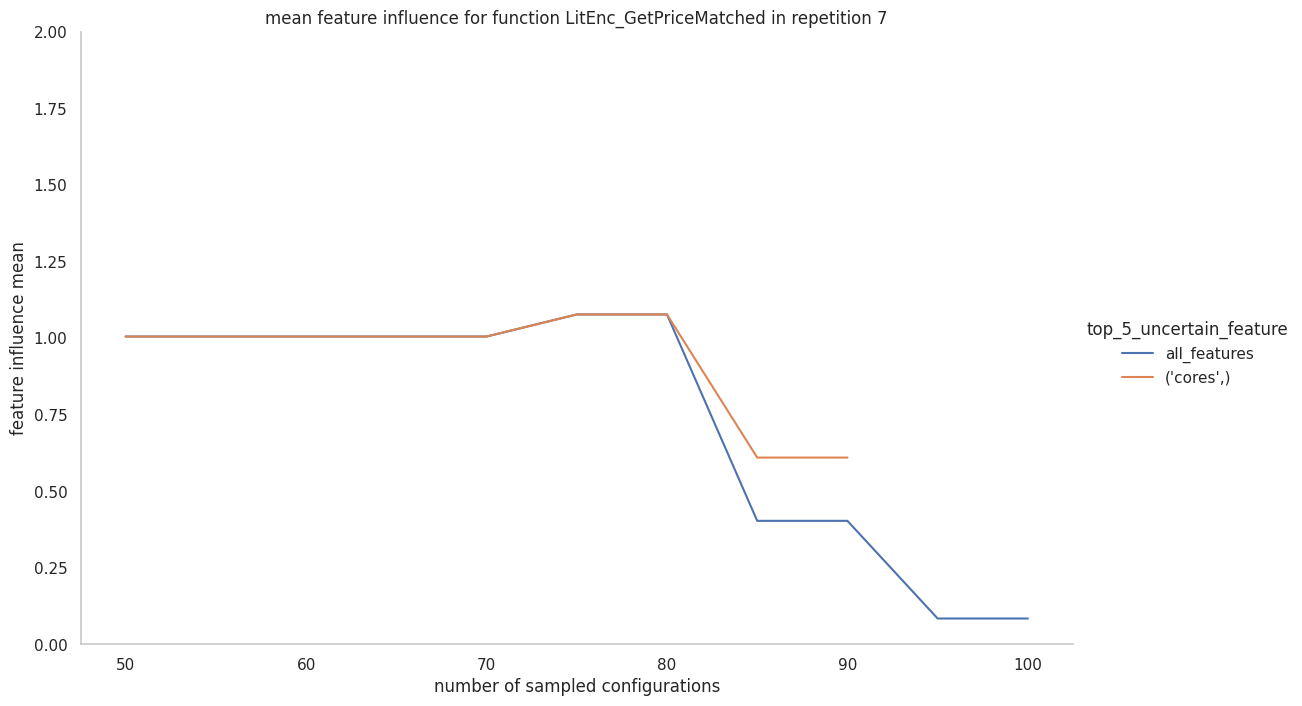 mean feature influence for function LitEnc_GetPriceMatched in repetition 7
2.00
1.75
1.50
1.25
1.00
0.75
0.50
0.25
0.00
feature influence mean
50
60
70
80
90
100
number of sampled configurations
top_5_uncertain_feature
all_features
('cores',)